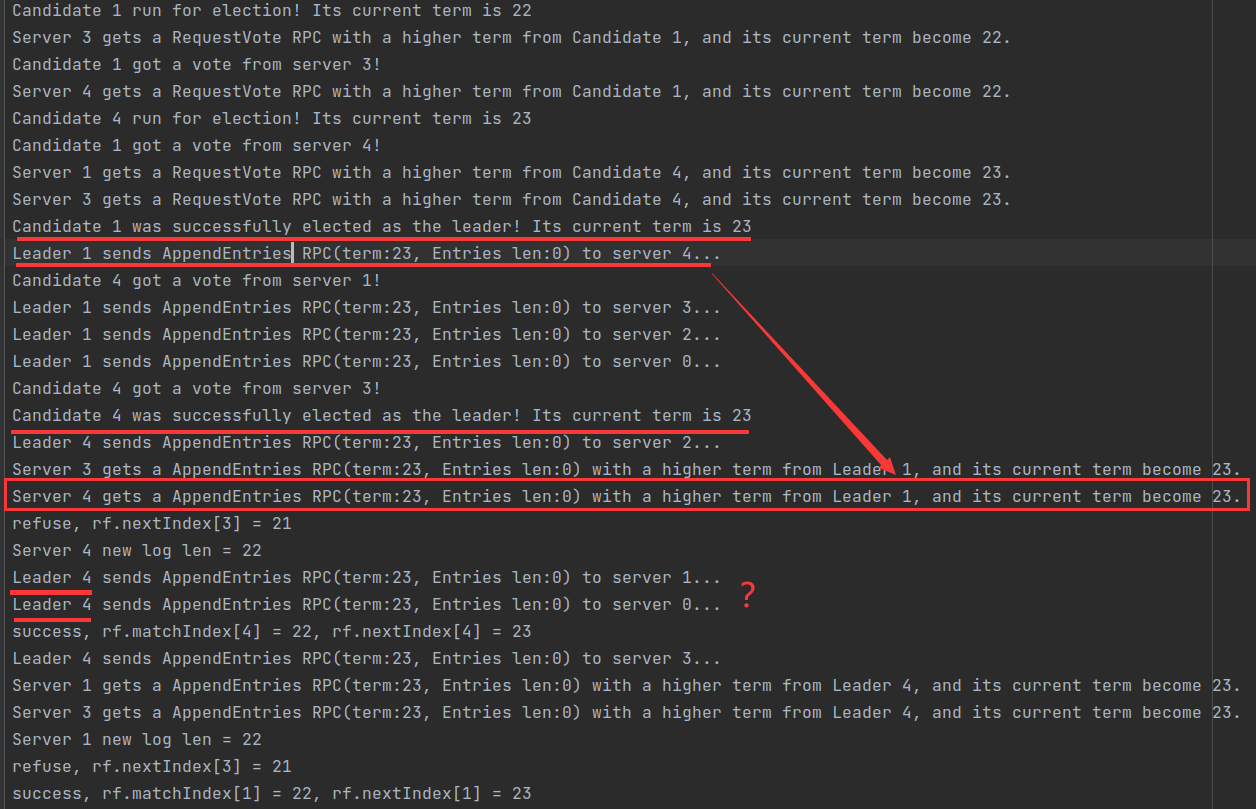 Candidate 1 run for election! Its current term is 22
Server 3 gets a RequestVote RPC with a higher term from Candidate 1, and its current term become 22.
Candidate 1 got a vote from server 3!
Server 4 gets a RequestVote RPC with a higher term from Candidate 1, and its current term become 22.
Candidate 4 run for election! Its current term is 23
Candidate 1 got a vote from server 4!
Server 1 gets a RequestVote RPC with a higher term from Candidate 4, and its current term become 23.
Server 3 gets a RequestVote RPC with a higher term from Candidate 4, and its current term become 23.
Candidate 1 was successfully elected as the leader! Its current term is 23
Leader 1 sends AppendEntries RPC(term:23, Entries len:0) to server 4...
Candidate 4 got a vote from server 1!
Leader 1 sends AppendEntries RPC(term:23, Entries len:0) to server 3...
Leader 1 sends AppendEntries RPC(term:23, Entries len:0) to server 2...
Leader 1 sends AppendEntries RPC(term:23, Entries len:0) to server 0...
Candidate 4 got a vote from server 3!
Candidate 4 was successfully elected as the leader! Its current term is 23
Leader 4 sends AppendEntries RPC(term:23, Entries len:0) to server 2...
Server 3 gets a AppendEntries RPC(term:23, Entries len:0) with a higher term from Leader 1, and its current term become 23.
Server 4 gets a AppendEntries RPC(term:23, Entries len:0) with a higher term from Leader 1, and its current term become 23.
refuse, rf.nextIndex[3] = 21
Server 4 new log len = 22
Leader 4 sends AppendEntries RPC(term:23, Entries len:0) to server 1...
?
Leader 4 sends AppendEntries RPC(term:23, Entries len:0) to server 0...
success, rf.matchIndex[4] = 22, rf.nextIndex[4] = 23
Leader 4 sends AppendEntries RPC(term:23, Entries len:0) to server 3...
Server 1 gets a AppendEntries RPC(term:23, Entries len:0) with a higher term from Leader 4, and its current term become 23.
Server 3 gets a AppendEntries RPC(term:23, Entries len:0) with a higher term from Leader 4, and its current term become 23.
Server 1 new log len = 22
refuse, rf.nextIndex[3] = 21
success, rf.matchIndex[1] = 22, rf.nextIndex[1] = 23